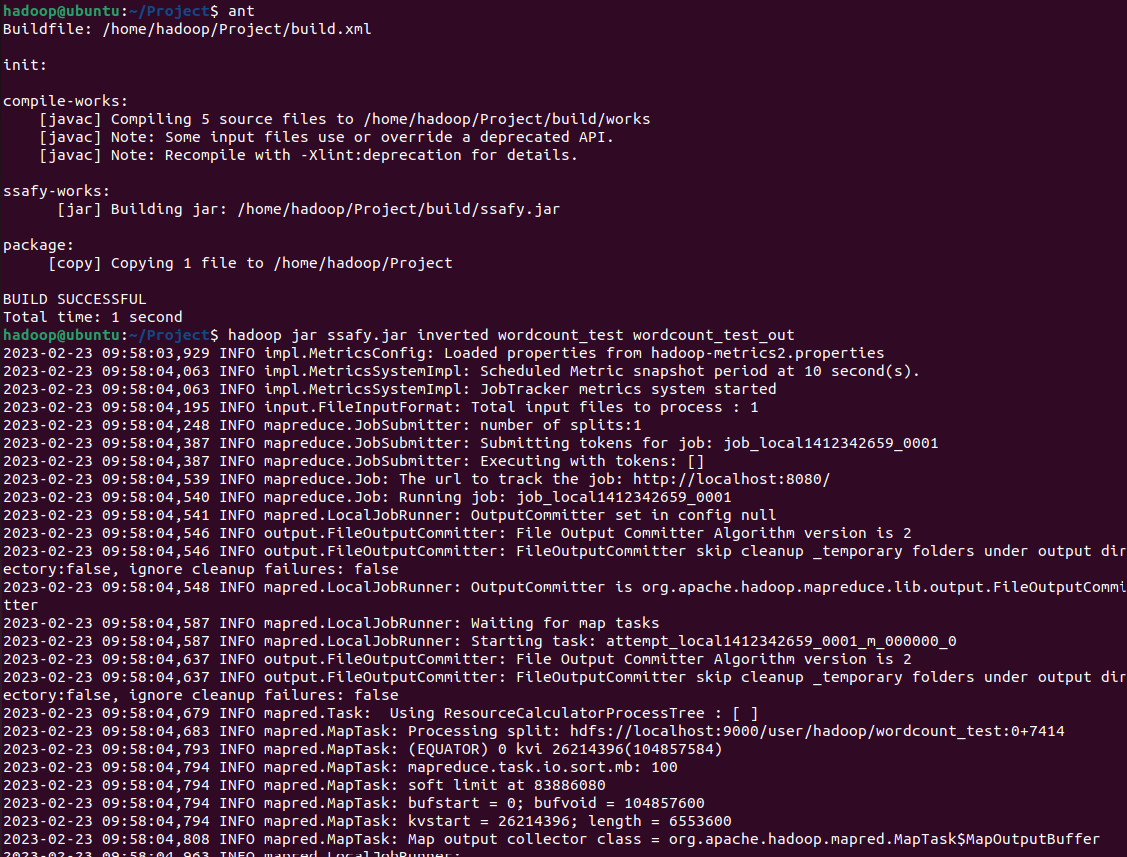 hadoop@ubuntu:~/Project$ ant
Buildfile: /home/hadoop/Project/build.xml
init:
compile-works:
[javac] Compiling 5 source files to /home/hadoop/Project/build/works
[javac] Note: Some input files use or override a deprecated API.
[javac] Note: Recompile with -Xlint:deprecation for details.
ssafy-works:
[jar] Building jar: /home/hadoop/Project/build/ssafy.jar
package:
[copy] Copying 1 file to /home/hadoop/Project
BUILD SUCCESSFUL
Total time: 1 second
hadoop@ubuntu:~/Project$ hadoop jar ssafy.jar inverted wordcount_test wordcount_test_out
2023-02-23 09:58:03,929 INFO impl.MetricsConfig: Loaded properties from hadoop-metrics2.properties
2023-02-23 09:58:04,063 INFO impl.MetricsSystemImpl: Scheduled Metric snapshot period at 10 second(s).
2023-02-23 09:58:04,063 INFO impl.MetricsSystemImpl: JobTracker metrics system started
2023-02-23 09:58:04,195 INFO input.FileInputFormat: Total input files to process : 1
2023-02-23 09:58:04,248 INFO mapreduce.JobSubmitter: number of splits:1
2023-02-23 09:58:04,387 INFO mapreduce.JobSubmitter: Submitting tokens for job: job_local1412342659_0001
2023-02-23 09:58:04,387 INFO mapreduce.JobSubmitter: Executing with tokens: []
2023-02-23 09:58:04,539 INFO mapreduce.Job: The url to track the job: http://localhost:8080/
2023-02-23 09:58:04,540 INFO mapreduce.Job: Running job: job_local1412342659_0001
2023-02-23 09:58:04,541 INFO mapred.LocalJobRunner: OutputCommitter set in config null
2023-02-23 09:58:04,546 INFO output.FileOutputCommitter: File Output Committer Algorithm version is 2
2023-02-23 09:58:04,546 INFO output.FileOutputCommitter: FileOutputCommitter skip cleanup _temporary folders under output dir
ectory:false, ignore cleanup failures: false
2023-02-23 09:58:04,548 INFO mapred.LocalJobRunner: OutputCommitter is org.apache.hadoop.mapreduce.lib.output.FileOutputCommi
tter
2023-02-23 09:58:04,587 INFO mapred.LocalJobRunner: Waiting for map tasks
2023-02-23 09:58:04,587 INFO mapred.LocalJobRunner: Starting task: attempt_local1412342659_0001_m_000000_0
2023-02-23 09:58:04,637 INFO output.FileOutputCommitter: File Output Committer Algorithm version is 2
2023-02-23 09:58:04,637 INFO output.FileOutputCommitter: FileOutputCommitter skip cleanup _temporary folders under output dir
ectory:false, ignore cleanup failures: false
2023-02-23 09:58:04,679 INFO mapred.Task:  Using ResourceCalculatorProcessTree : [ ]
2023-02-23 09:58:04,683 INFO mapred.MapTask: Processing split: hdfs://localhost:9000/user/hadoop/wordcount_test:0+7414
2023-02-23 09:58:04,793 INFO mapred.MapTask: (EQUATOR) 0 kvi 26214396(104857584)
2023-02-23 09:58:04,794 INFO mapred.MapTask: mapreduce.task.io.sort.mb: 100
2023-02-23 09:58:04,794 INFO mapred.MapTask: soft limit at 83886080
2023-02-23 09:58:04,794 INFO mapred.MapTask: bufstart = 0; bufvoid = 104857600
2023-02-23 09:58:04,794 INFO mapred.MapTask: kvstart = 26214396; length = 6553600
2023-02-23 09:58:04,808 INFO mapred.MapTask: Map output collector class = org.apache.hadoop.mapred.MapTask$MapOutputBuffer
2023-02-23 09:58:04,963 INFO mapred.LocalJobRunner: